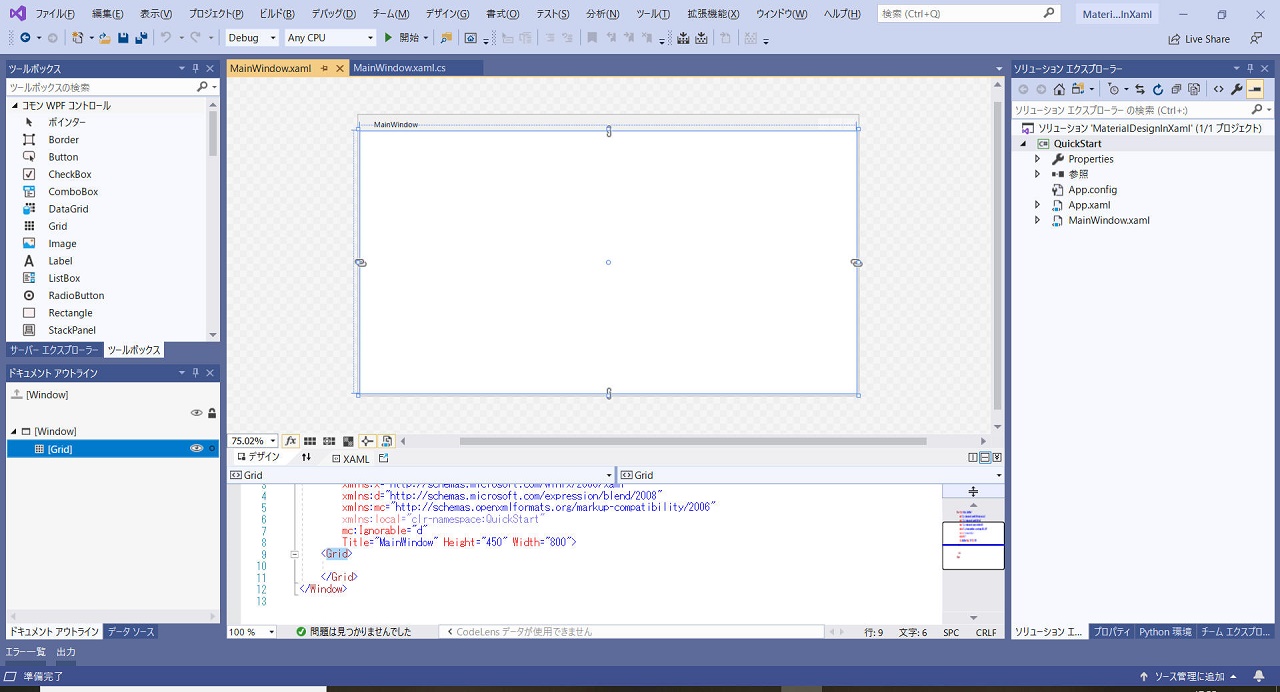 ファイル(F) 編集(E) 表示(V) プロジェクト(P) ビルド(B) デバッグ(D) チーム(M) デザイン(G) 書式(O) テスト(S) 分析(N) ツール(T) 拡張機能(X) ウィンドウ(W) ヘルプ(H) 検索 (Ctrl+Q) Materi...InXaml
Debug Any CPU 開始 Live Share
ツールボックス
ツールボックスの検索
コモン WPF コントロール
ポインター
Border
Button
CheckBox
ComboBox
DataGrid
Grid
Image
Label
ListBox
RadioButton
Rectangle
StackPanel
サーバー エクスプローラー ツールボックス
ドキュメント アウトライン
[Window]
[Window]
[Grid]
ドキュメント アウトライン データ ソース
MainWindow.xaml MainWindow.xaml.cs
MainWindow
75.02% fx
デザイン XAML
Grid Grid
3 xmlns:x="http://schemas.microsoft.com/winfx/2006/xaml"
4 xmlns:d="http://schemas.microsoft.com/expression/blend/2008"
5 xmlns:mc="http://schemas.openxmlformats.org/markup-compatibility/2006"
6 xmlns:local="clr-namespace:QuickStart"
7 mc:Ignorable="d"
8 Title="MainWindow" Height="450" Width="800">
9 <Grid>
10
11 </Grid>
12 </Window>
13
100 % 問題は見つかりませんでした CodeLens データが使用できません 行: 9 文字: 6 SPC CRLF
ソリューション エクスプローラー
ソリューション エクスプローラー の検索 (Ctrl+:)
ソリューション 'MaterialDesignInXaml' (1/1 プロジェクト)
QuickStart
Properties
参照
App.config
App.xaml
MainWindow.xaml
ソリューション エ... プロパティ Python 環境 チーム エクスプロ...
エラー一覧 出力
準備完了 ソース管理に追加